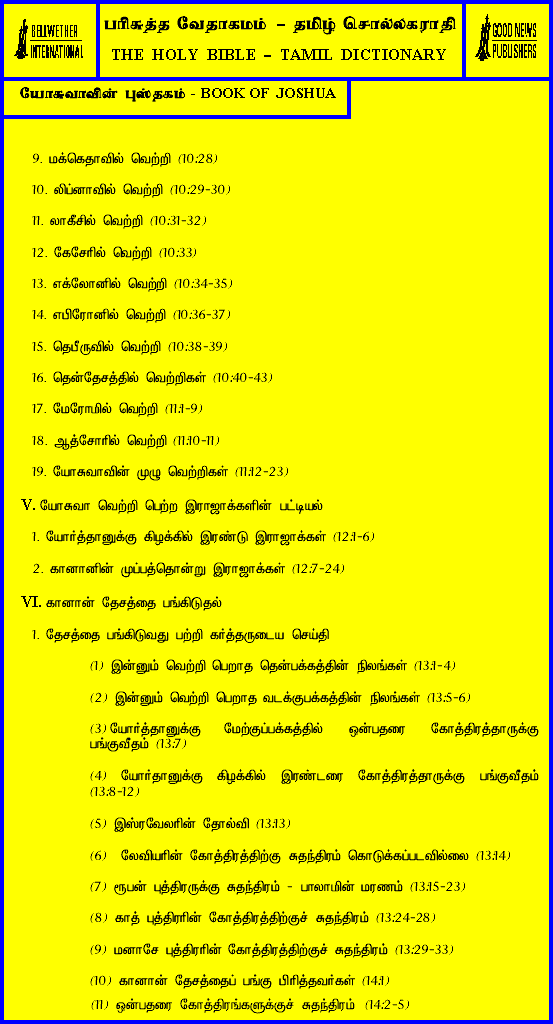 BELLWETHER
INTERNATIONAL
பரிசுத்த வேதாகமம் – தமிழ் சொல்லகராதி
THE HOLY BIBLE – TAMIL DICTIONARY
GOOD NEWS
PUBLISHERS
யோசுவாவின் புஸ்தகம் - BOOK OF JOSHUA
9. மக்கெதாவில் வெற்றி (10:28)
10. லிப்னாவில் வெற்றி (10:29-30)
11. லாகீசில் வெற்றி (10:31-32)
12. கேசேரில் வெற்றி (10:33)
13. எக்லோனில் வெற்றி (10:34-35)
14. எபிரோனில் வெற்றி (10:36-37)
15. தெபீருவில் வெற்றி (10:38-39)
16. தென்தேசத்தில் வெற்றிகள் (10:40-43)
17. மேரோமில் வெற்றி (11:1-9)
18. ஆத்சோரில் வெற்றி (11:10-11)
19. யோசுவாவின் முழு வெற்றிகள் (11:12-23)
V. யோசுவா வெற்றி பெற்ற இராஜாக்களின் பட்டியல்
1. யோர்த்தானுக்கு கிழக்கில் இரண்டு இராஜாக்கள் (12:1-6)
2. கானானின் முப்பத்தொன்று இராஜாக்கள் (12:7-24)
VI. கானான் தேசத்தை பங்கிடுதல்
1. தேசத்தை பங்கிடுவது பற்றி கர்த்தருடைய செய்தி
(1) இன்னும் வெற்றி பெறாத தென்பக்கத்தின் நிலங்கள் (13:1-4)
(2) இன்னும் வெற்றி பெறாத வடக்குபக்கத்தின் நிலங்கள் (13:5-6)
(3) யோர்த்தானுக்கு மேற்குப்பக்கத்தில் ஒன்பதரை கோத்திரத்தாருக்கு
பங்குவீதம் (13:7)
(4) யோர்தானுக்கு கிழக்கில் இரண்டரை கோத்திரத்தாருக்கு பங்குவீதம்
(13:8-12)
(5) இஸ்ரவேலரின் தோல்வி (13:13)
(6) லேவியரின் கோத்திரத்திற்கு சுதந்திரம் கொடுக்கப்படவில்லை (13:14)
(7) ரூபன் புத்திரருக்கு சுதந்திரம் - பாலாமின் மரணம் (13:15-23)
(8) காத் புத்திரரின் கோத்திரத்திற்குச் சுதந்திரம் (13:24-28)
(9) மனாசே புத்திரரின் கோத்திரத்திற்குச் சுதந்திரம் (13:29-33)
(10) கானான் தேசத்தைப் பங்கு பிரித்தவர்கள் (14:1)
(11) ஒன்பதரை கோத்திரங்களுக்குச் சுதந்திரம் (14:2-5)